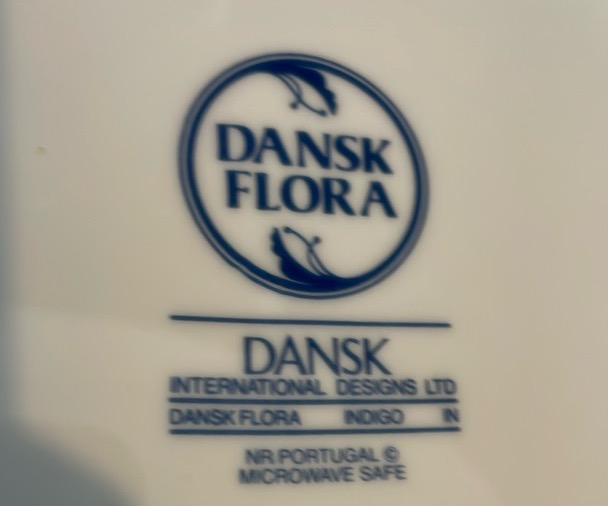 DANSK
FLORA
DANSK
INTERNATIONAL DESIGNS LTD
DANSK FLORA INDIGO IN
NR PORTUGAL ©
MICROWAVE SAFE